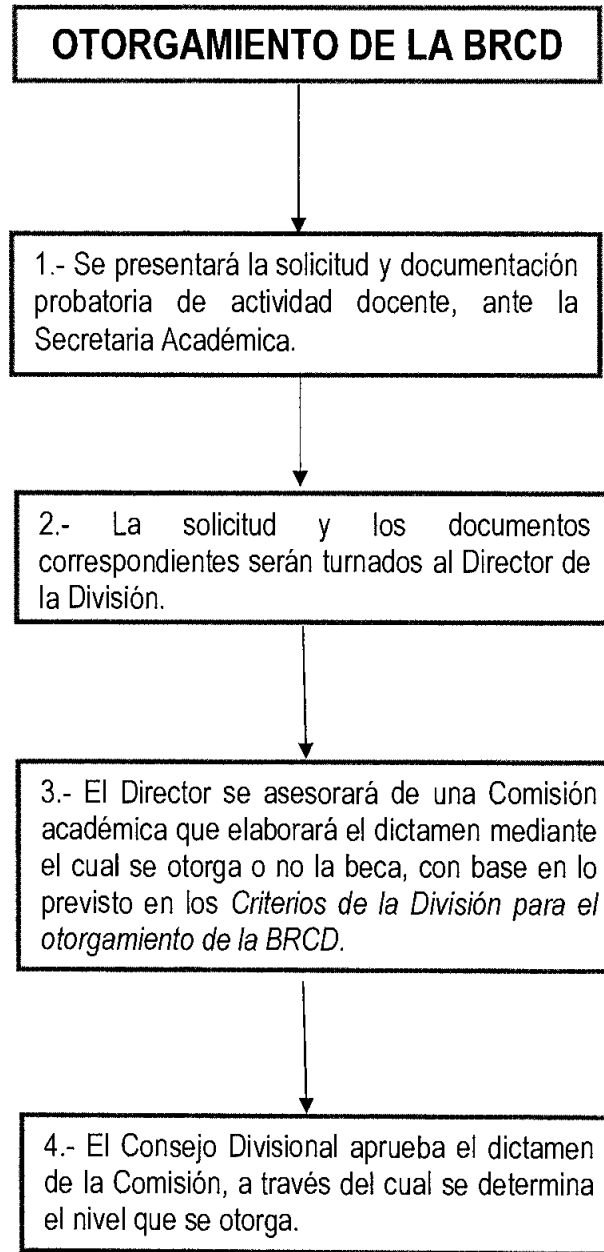 OTORGAMIENTO DE LA BRCD
1.- Se presentará la solicitud y documentación
probatoria de actividad docente, ante la
Secretaria Académica.
2.- La solicitud y los documentos
correspondientes serán turnados al Director de
la División.
3.- El Director se asesorará de una Comisión
académica que elaborará el dictamen mediante
el cual se otorga o no la beca, con base en lo
previsto en los Criterios de la División para el
otorgamiento de la BRCD.
4.- El Consejo Divisional aprueba el dictamen
de la Comisión, a través del cual se determina
el nivel que se otorga.